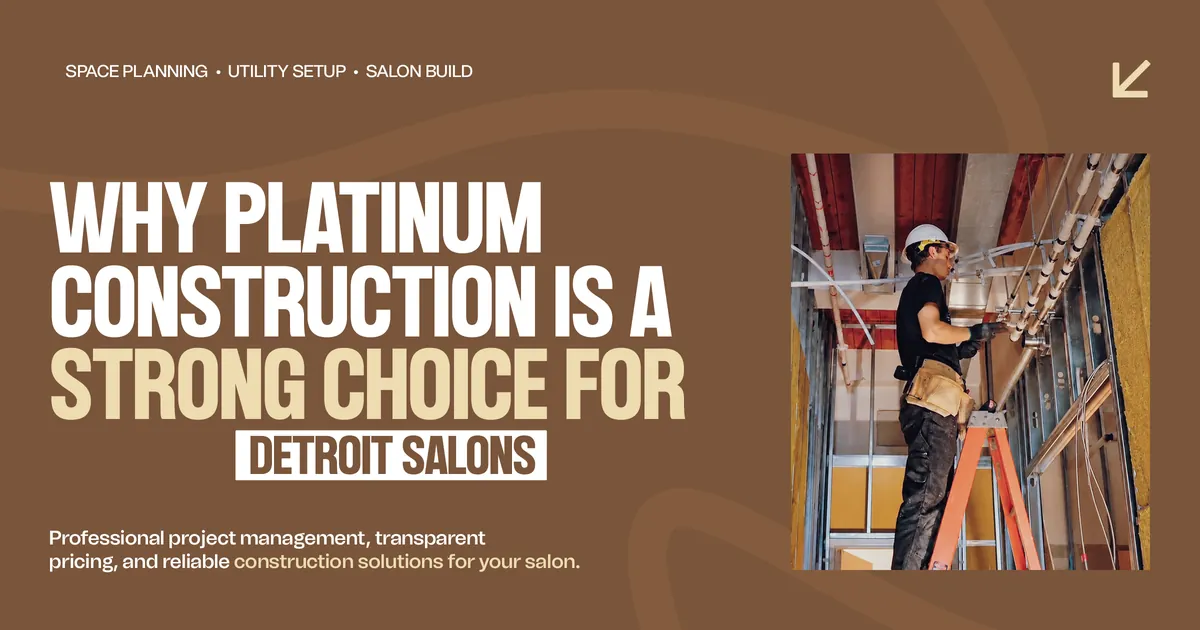 SPACE PLANNING • UTILITY SETUP • SALON BUILD
WHY PLATINUM
CONSTRUCTION IS A
STRONG CHOICE FOR
DETROIT SALONS
Professional project management, transparent
pricing, and reliable construction solutions for your salon.